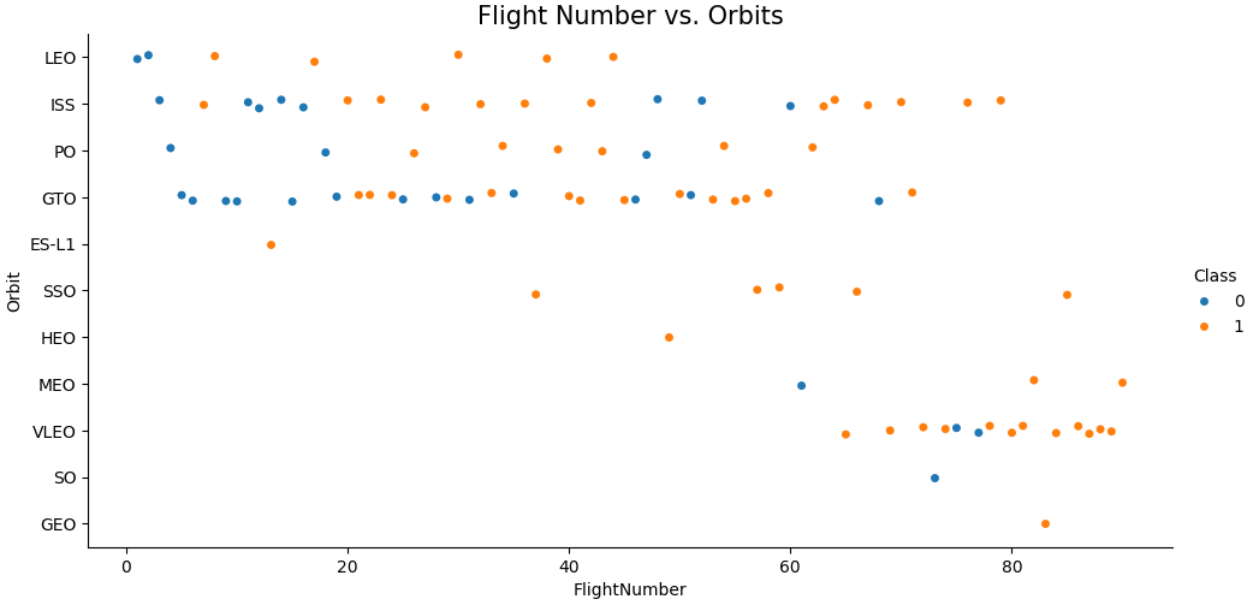 Flight Number vs. Orbits
LEO
ISS
PO
GTO
ES-L1
SSO
HEO
MEO
VLEO
SO
GEO
Orbit
0
20
40
60
80
FlightNumber
Class
0
1